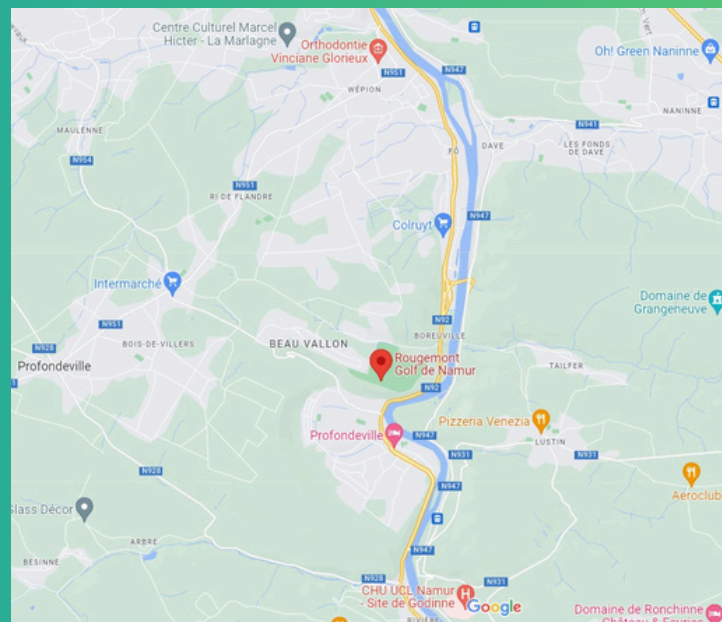 Centre Culturel Marcel
Hicter - La Marlagne
Orthodontie
Vinciane Glorieux
N951
N947
Oh! Green Naninne
WÉPION
NANINNE
MAULENNE
N941
DAVE
LES FONDS
DE DAVE
FÔ
N954
N951
RI DE FLANDRE
N947
Colruyt
Intermarché
Domaine de
Grangeneuve
N951
N92
BOIS-DE-VILLERS
BEAU VALLON
BOREUVILLE
N928
Profondeville
Rougemont
Golf de Namur
TAILFER
N92
Pizzeria Venezia
Profondeville
N947
LUSTIN
N931
N931
N928
N947
Aeroclub
lass Décor
ARBRE
N947
BESINNE
N928
N931
CHU UCL Namur
- Site de Godinne
Google
Domaine de Ronchinne